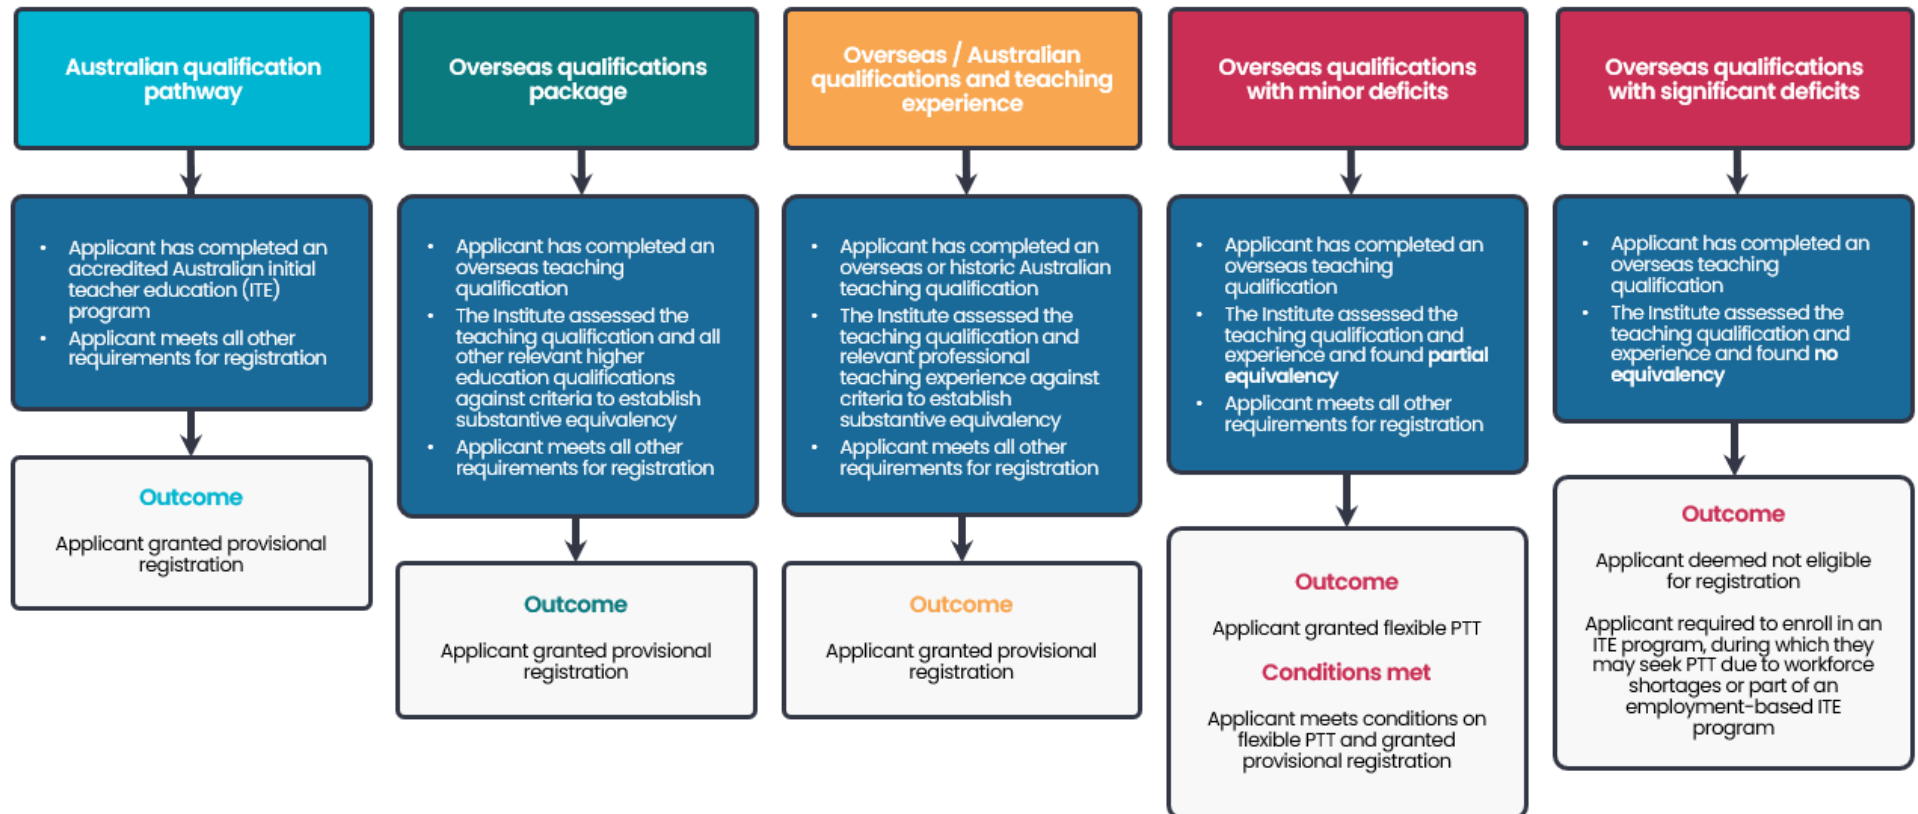 Australian qualification
pathway
• Applicant has completed an
accredited Australian initial
teacher education (ITE)
program
• Applicant meets all other
requirements for registration
Outcome
Applicant granted provisional
registration
Overseas qualifications
package
• Applicant has completed an
overseas teaching
qualification
• The Institute assessed the
teaching qualification and all
other relevant higher
education qualifications
against criteria to establish
substantive equivalency
• Applicant meets all other
requirements for registration
Outcome
Applicant granted provisional
registration
Overseas / Australian
qualifications and teaching
experience
• Applicant has completed an
overseas or historic Australian
teaching qualification
• The Institute assessed the
teaching qualification and
relevant professional
teaching experience against
criteria to establish
substantive equivalency
• Applicant meets all other
requirements for registration
Outcome
Applicant granted provisional
registration
Overseas qualifications
with minor deficits
• Applicant has completed an
overseas teaching
qualification
• The Institute assessed the
teaching qualification and
experience and found partial
equivalency
• Applicant meets all other
requirements for registration
Outcome
Applicant granted flexible PTT
Conditions met
Applicant meets conditions on
flexible PTT and granted
provisional registration
Overseas qualifications
with significant deficits
• Applicant has completed an
overseas teaching
qualification
• The Institute assessed the
teaching qualification and
experience and found no
equivalency
Outcome
Applicant deemed not eligible
for registration
Applicant required to enroll in an
ITE program, during which they
may seek PTT due to workforce
shortages or part of an
employment-based ITE
program